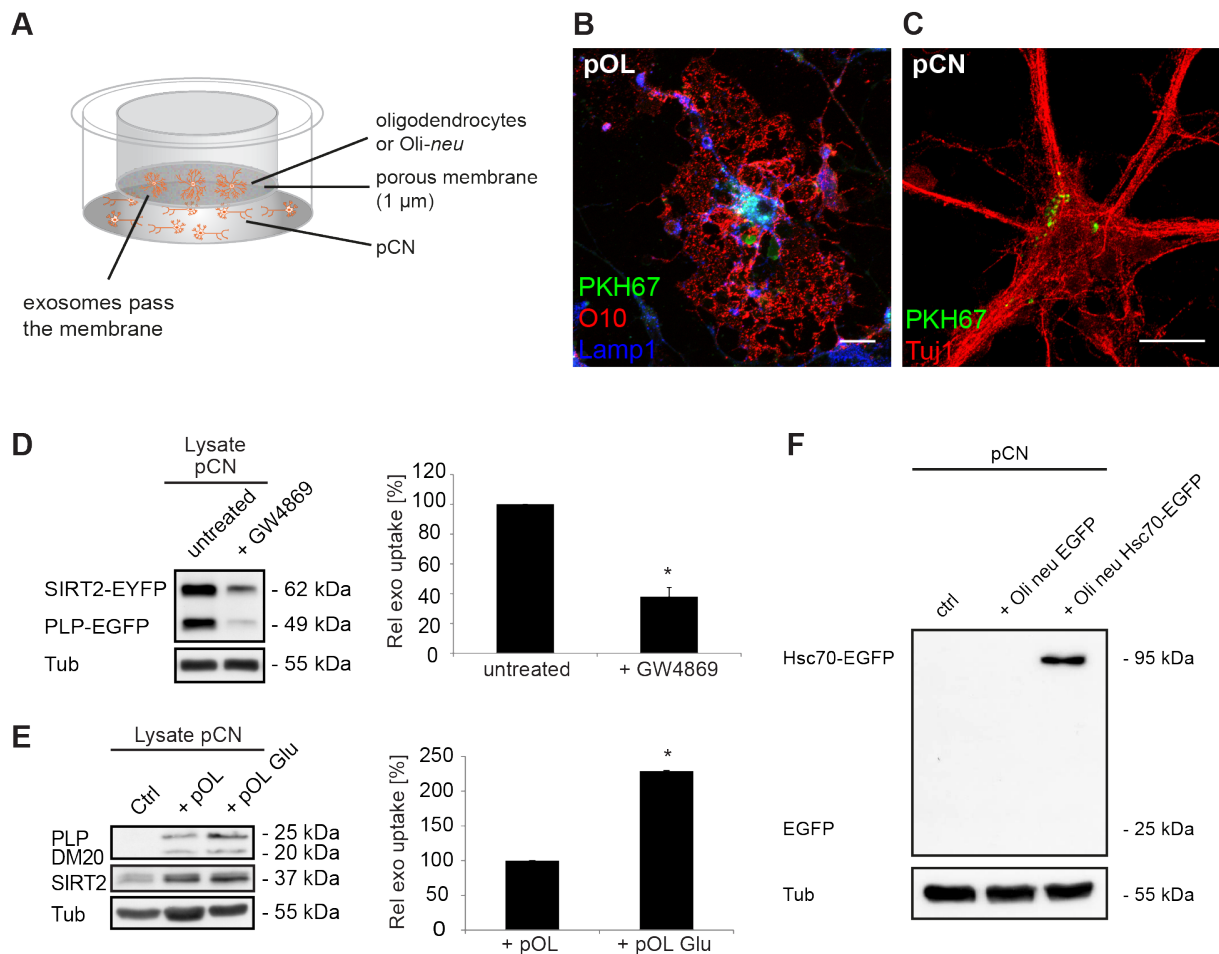 A
oligodendrocytes
or Oli-neu
porous membrane
(1 µm)
pCN
exosomes pass
the membrane
B
pOL
PKH67
O10
Lamp1
C
pCN
PKH67
Tuj1
D
Lysate
pCN
untreated
+ GW4869
SIRT2-EYFP
- 62 kDa
PLP-EGFP
- 49 kDa
Tub
- 55 kDa
Rel exo uptake [%]
120
100
80
60
40
20
0
*
untreated
+ GW4869
E
Lysate pCN
Ctrl
+ pOL
+ pOL Glu
PLP
- 25 kDa
DM20
- 20 kDa
SIRT2
- 37 kDa
Tub
- 55 kDa
Rel exo uptake [%]
250
200
150
100
50
0
*
+ pOL
+ pOL Glu
F
pCN
ctrl
+ Oli neu EGFP
+ Oli neu Hsc70-EGFP
Hsc70-EGFP
- 95 kDa
EGFP
- 25 kDa
Tub
- 55 kDa